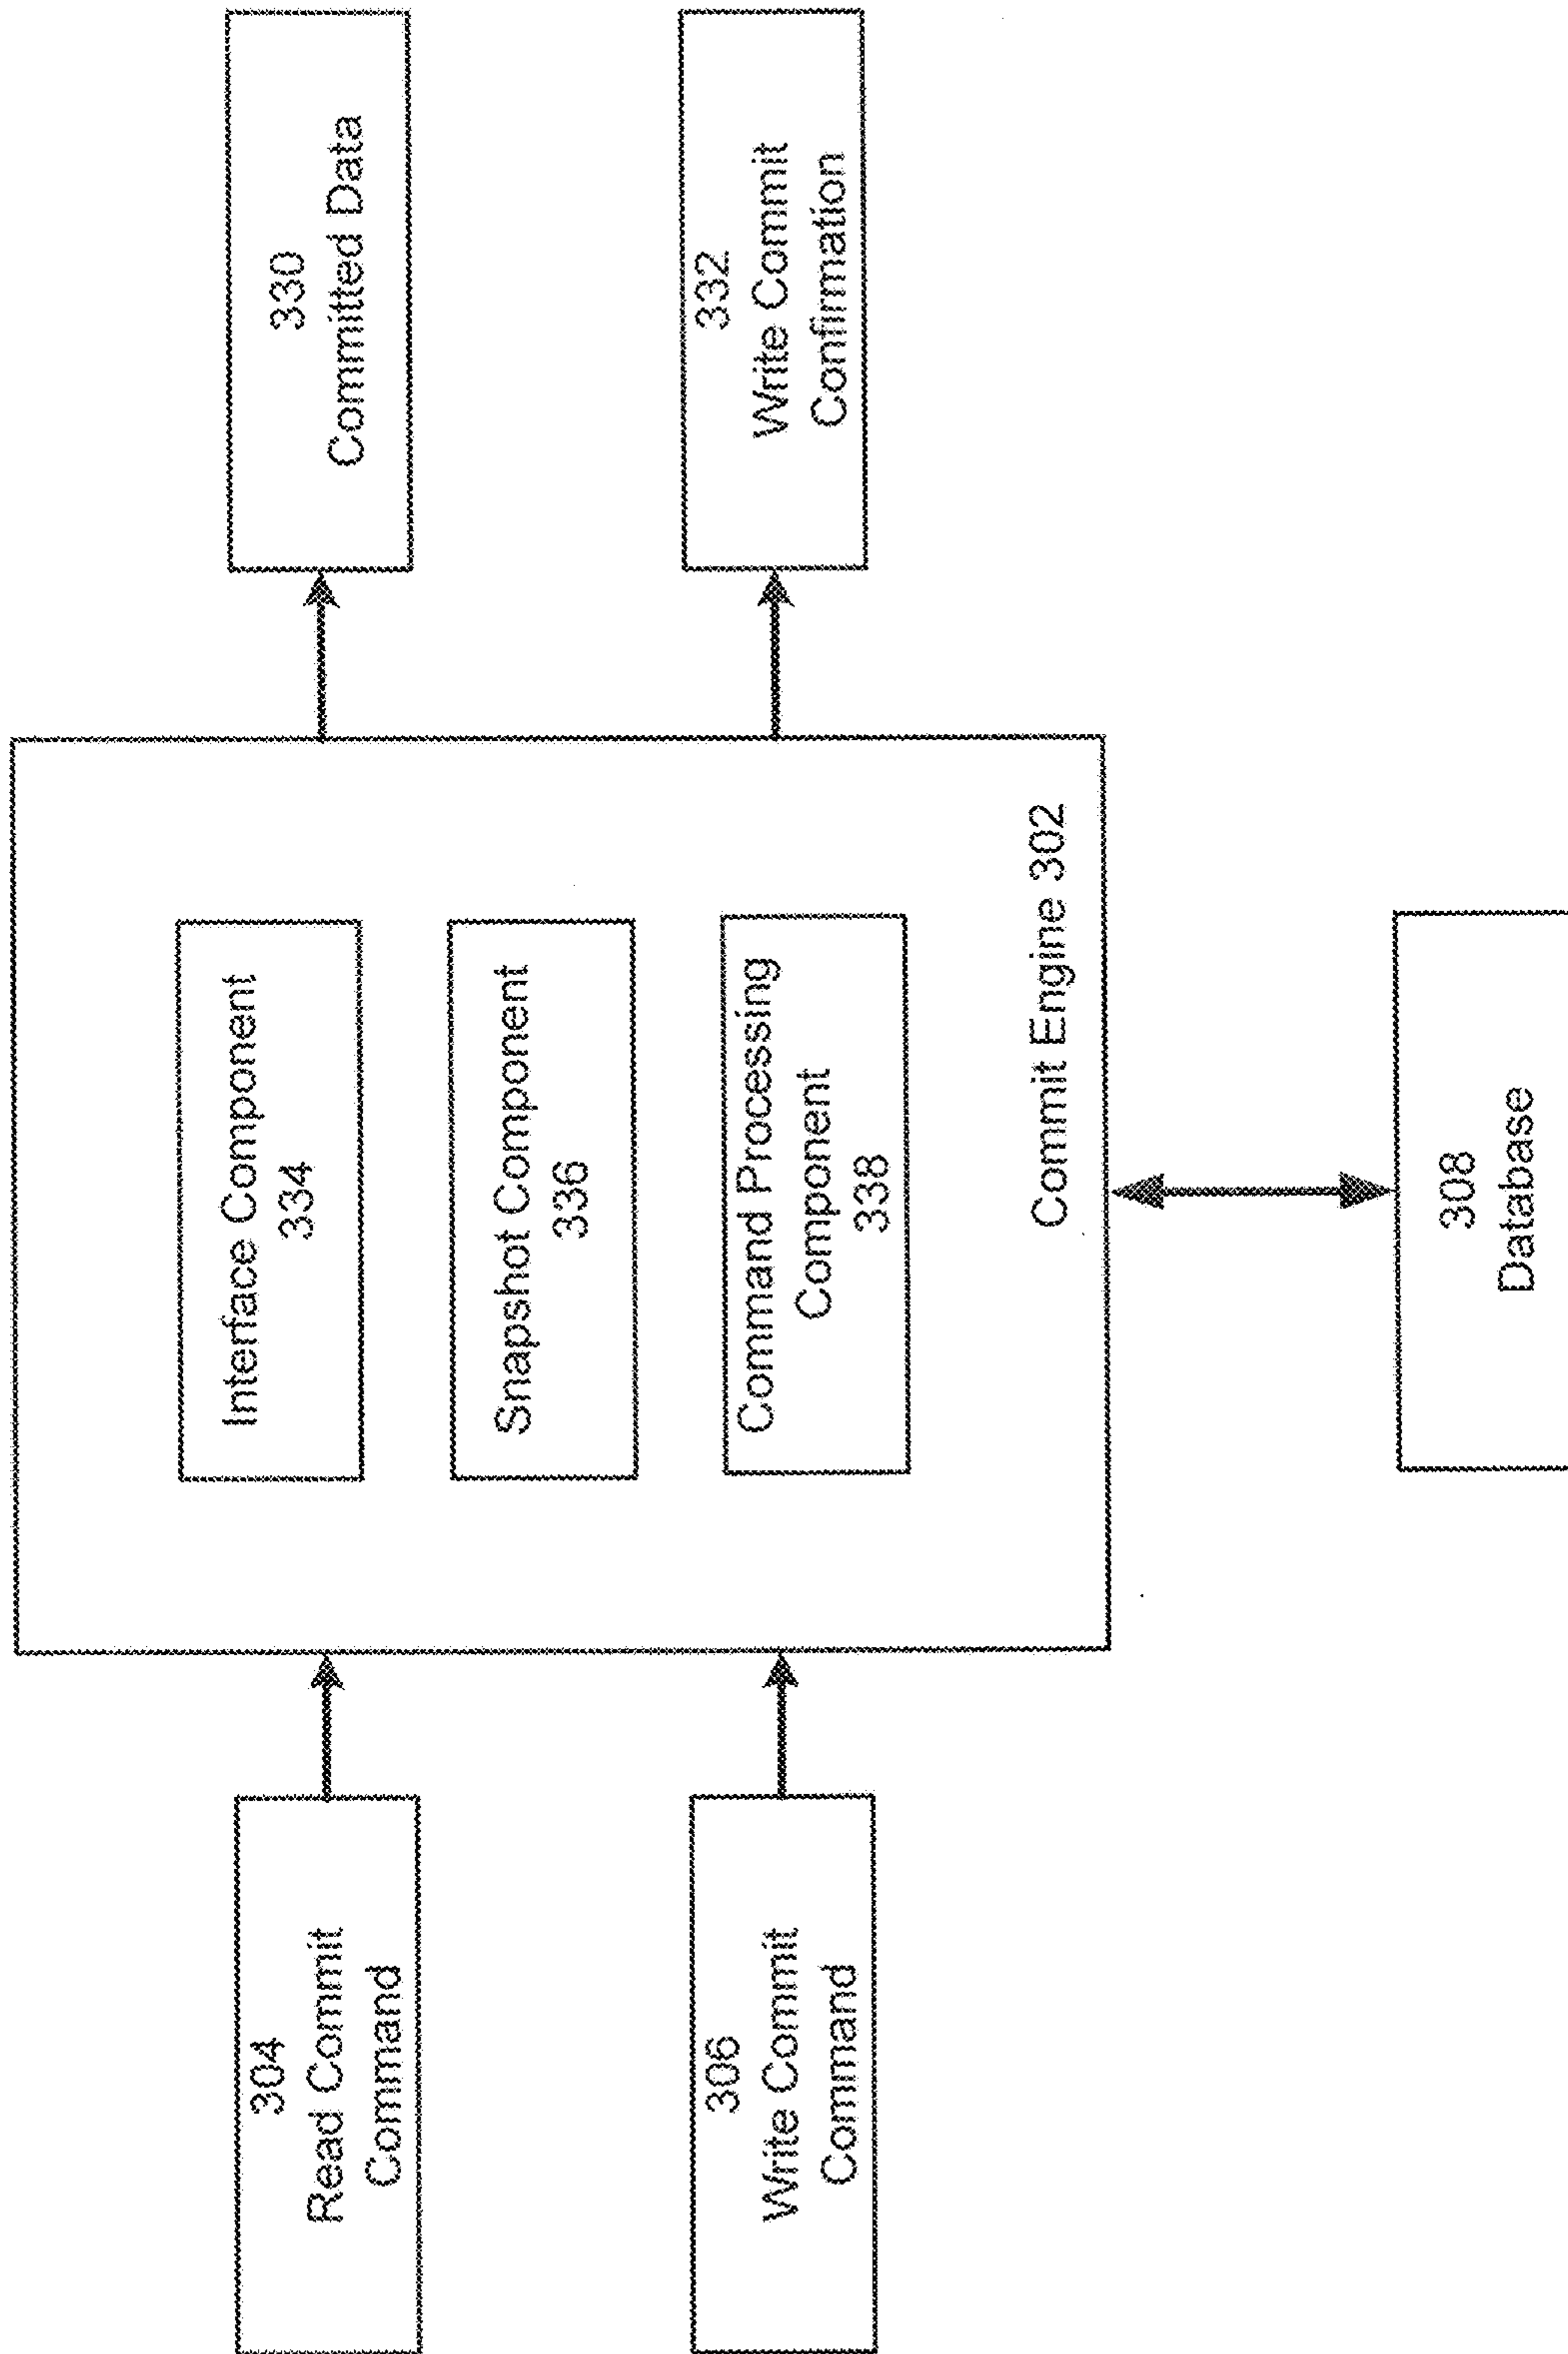 304
Read Commit
Command
306
Write Commit
Command
Interface Component
334
Snapshot Component
336
Command Processing
Component
338
Commit Engine 302
308
Database
330
Committed Data
332
Write Commit
Confirmation